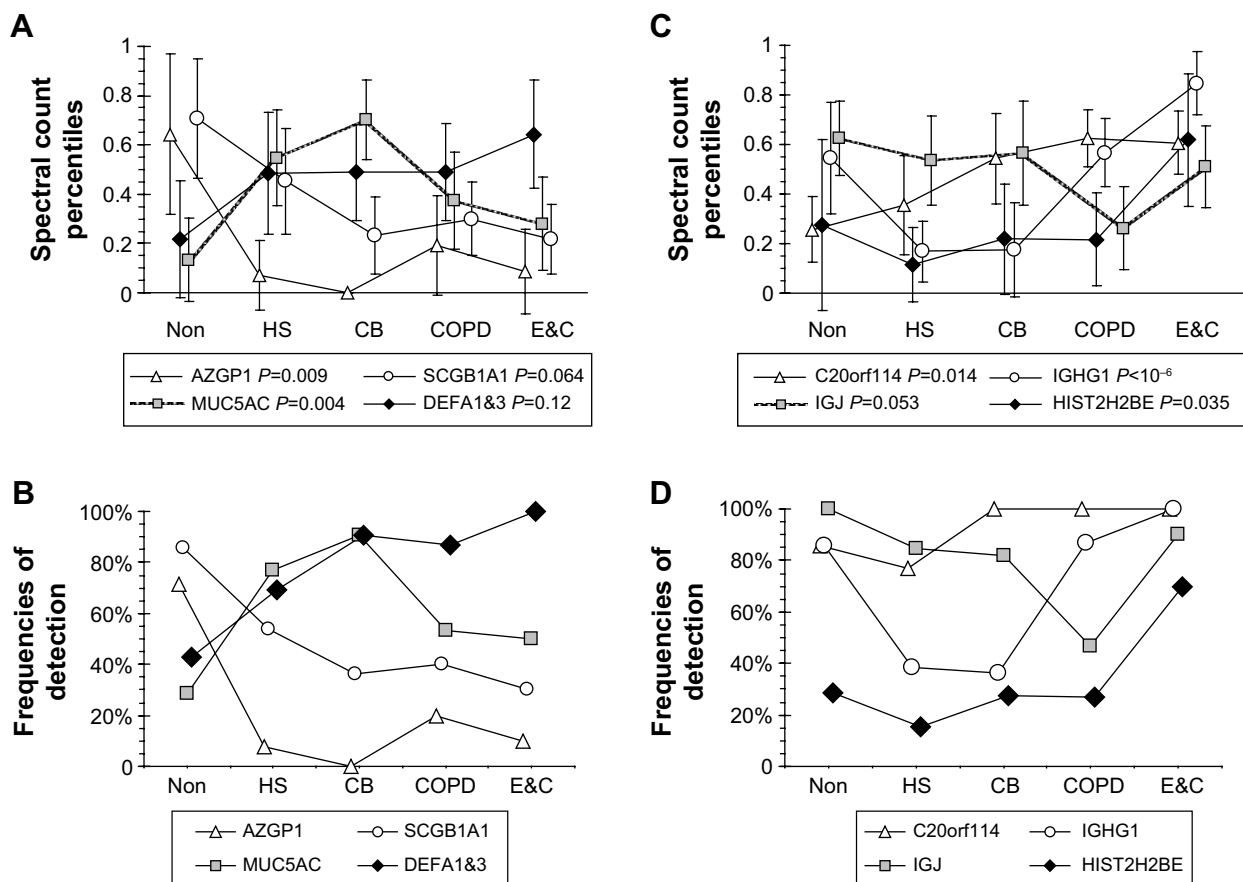 A
Spectral count
percentiles
1
0.8
0.6
0.4
0.2
0
Non HS CB COPD E&C
AZGP1 P=0.009 SCGB1A1 P=0.064
MUC5AC P=0.004 DEFA1&3 P=0.12
C
Spectral count
percentiles
1
0.8
0.6
0.4
0.2
0
Non HS CB COPD E&C
C20orf114 P=0.014 IGHG1 P<10⁻⁶
IGJ P=0.053 HIST2H2BE P=0.035
B
Frequencies of
detection
100%
80%
60%
40%
20%
0
Non HS CB COPD E&C
AZGP1 SCGB1A1
MUC5AC DEFA1&3
D
Frequencies of
detection
100%
80%
60%
40%
20%
0
Non HS CB COPD E&C
C20orf114 IGHG1
IGJ HIST2H2BE